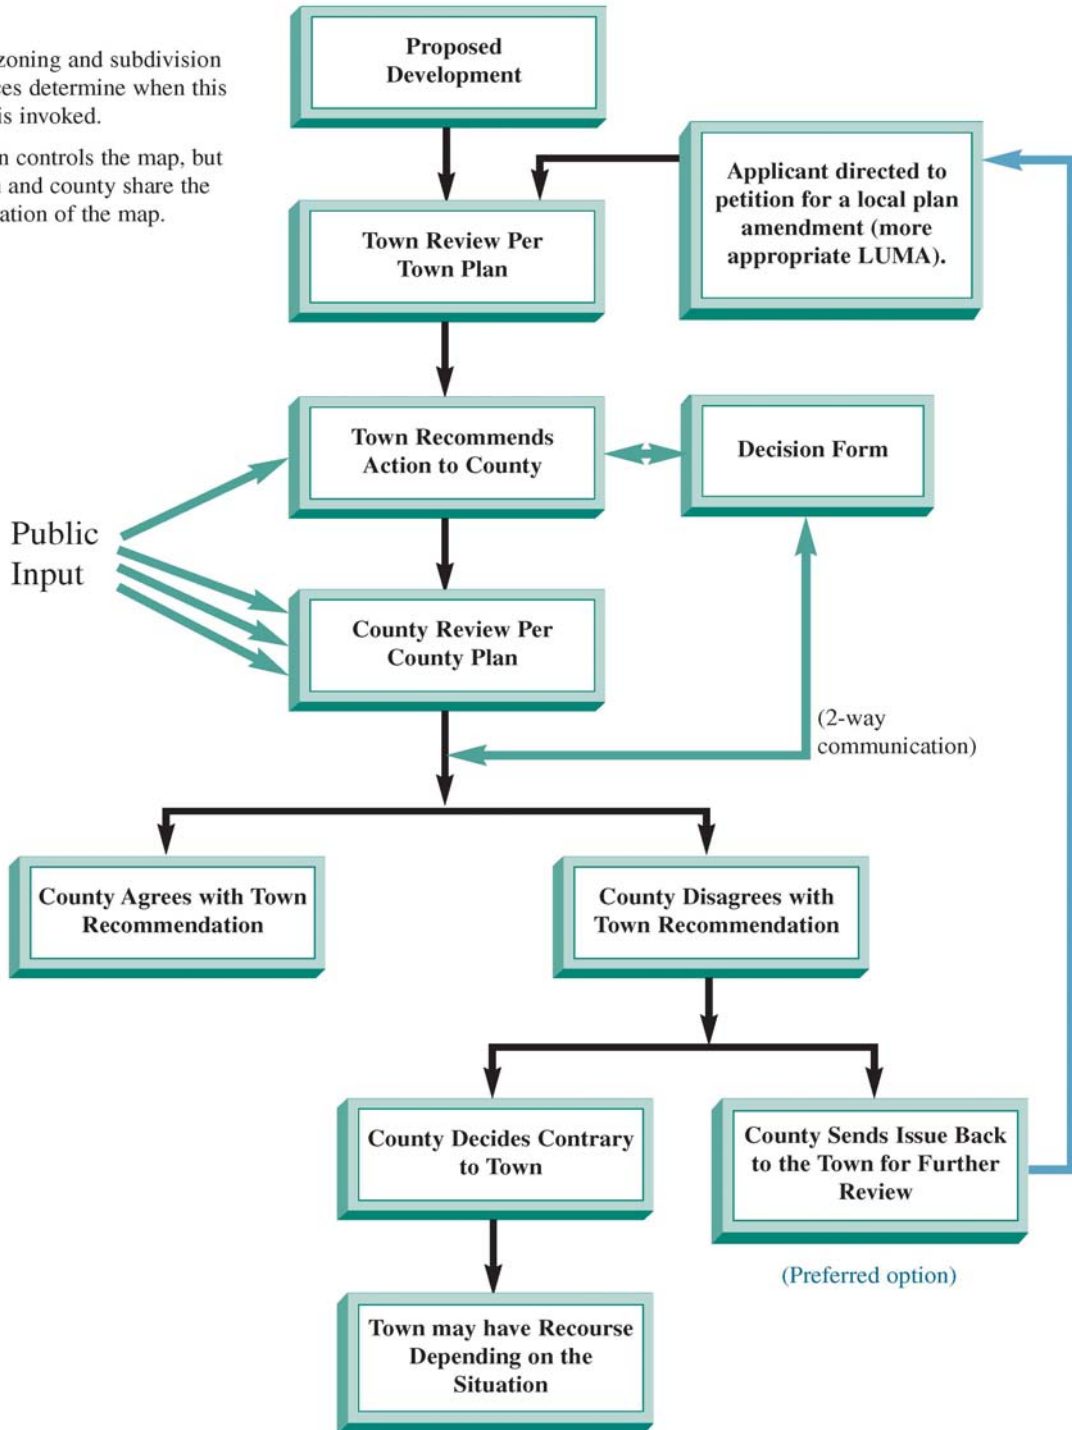 zoning and subdivision
determine when this
is invoked.
controls the map, but
and county share the
of the map.
Proposed
Development
Applicant directed to
petition for a local plan
amendment (more
appropriate LUMA).
Town Review Per
Town Plan
Town Recommends
Action to County
Decision Form
Public
Input
County Review Per
County Plan
(2-way
communication)
County Agrees with Town
Recommendation
County Disagrees with
Town Recommendation
County Decides Contrary
to Town
County Sends Issue Back
to the Town for Further
Review
(Preferred option)
Town may have Recourse
Depending on the
Situation